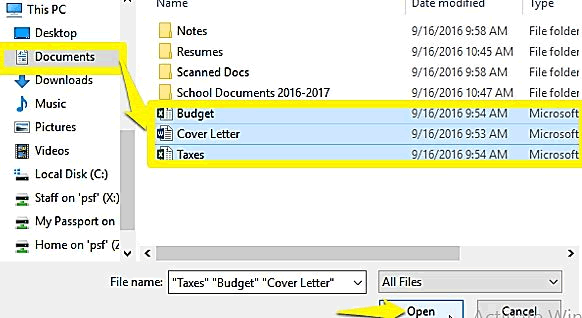 This PC
Name Date modified Type
Desktop
Documents
Downloads
Music
Pictures
Videos
Local Disk (C:)
Staff on 'psf' (
My Passport on
Home on 'psf' (Z
Notes 9/16/2016 9:58 AM File folder
Resumes 9/16/2016 10:45 AM File folder
Scanned Docs 9/16/2016 9:58 AM File folder
School Documents 2016-2017 9/16/2016 10:47 AM File folder
Budget 9/16/2016 9:54 AM Microsoft
Cover Letter 9/16/2016 9:53 AM Microsoft
Taxes 9/16/2016 9:54 AM Microsoft
File name: "Taxes" "Budget" "Cover Letter" All Files
Open Cancel
Activate Win